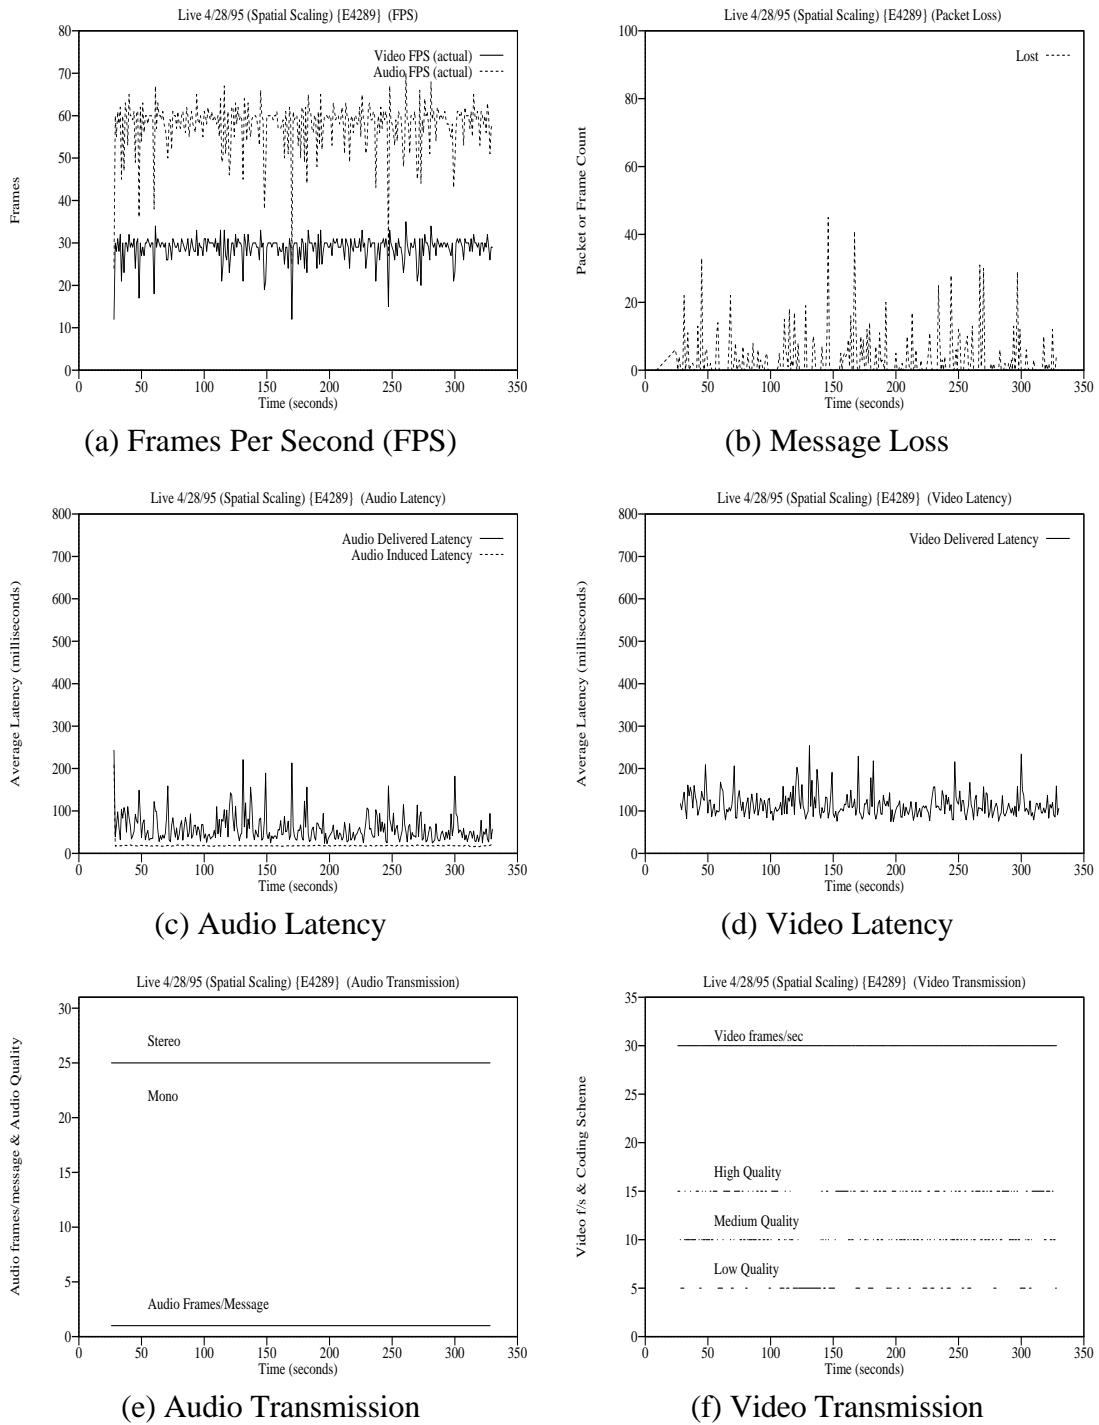 Live 4/28/95 (Spatial Scaling) {E4289} (FPS)
80
70
60
50
40
30
20
10
0
Frames
Video FPS (actual)
Audio FPS (actual)
0 50 100 150 200 250 300 350
Time (seconds)
(a) Frames Per Second (FPS)
Live 4/28/95 (Spatial Scaling) {E4289} (Packet Loss)
100
80
60
40
20
0
Packet or Frame Count
Lost
0 50 100 150 200 250 300 350
Time (seconds)
(b) Message Loss
Live 4/28/95 (Spatial Scaling) {E4289} (Audio Latency)
800
700
600
500
400
300
200
100
0
Average Latency (milliseconds)
Audio Delivered Latency
Audio Induced Latency
0 50 100 150 200 250 300 350
Time (seconds)
(c) Audio Latency
Live 4/28/95 (Spatial Scaling) {E4289} (Video Latency)
800
700
600
500
400
300
200
100
0
Average Latency (milliseconds)
Video Delivered Latency
0 50 100 150 200 250 300 350
Time (seconds)
(d) Video Latency
Live 4/28/95 (Spatial Scaling) {E4289} (Audio Transmission)
30
25
20
15
10
5
0
Audio frames/message & Audio Quality
Stereo
Mono
Audio Frames/Message
0 50 100 150 200 250 300 350
Time (seconds)
(e) Audio Transmission
Live 4/28/95 (Spatial Scaling) {E4289} (Video Transmission)
35
30
25
20
15
10
5
0
Video f/s & Coding Scheme
Video frames/sec
High Quality
Medium Quality
Low Quality
0 50 100 150 200 250 300 350
Time (seconds)
(f) Video Transmission